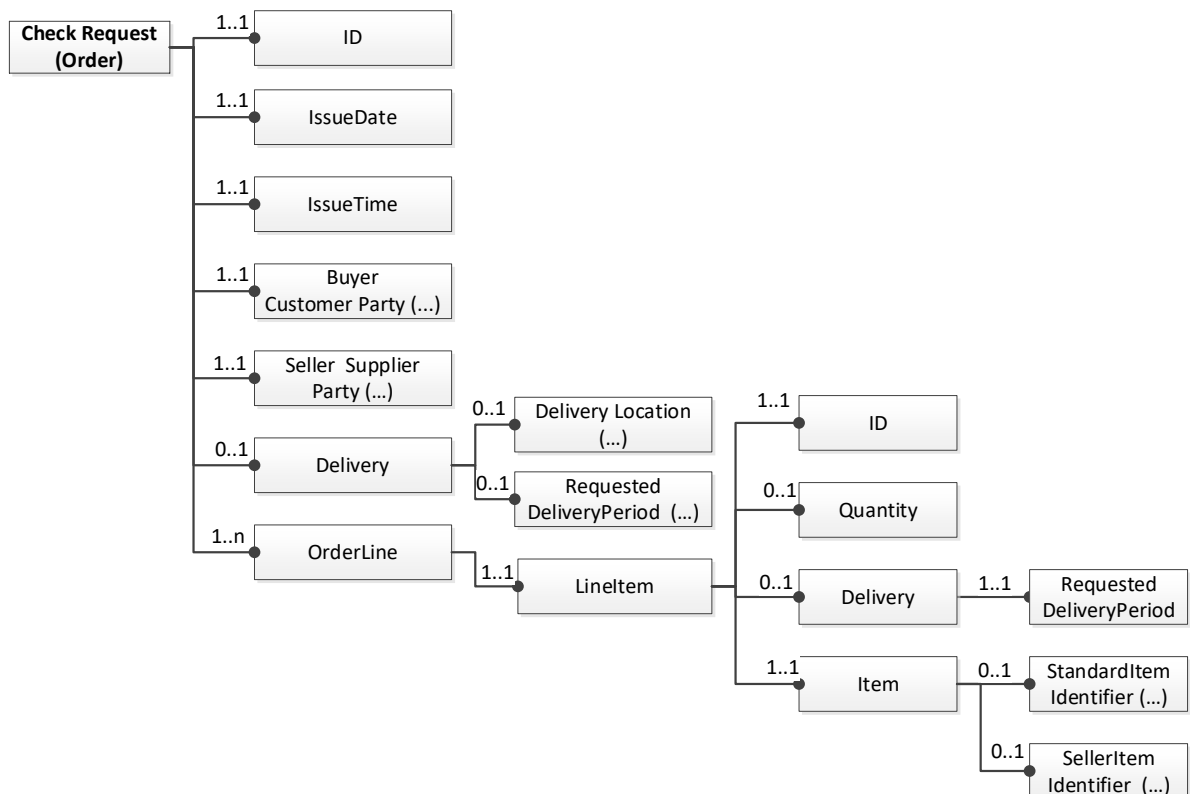 Check Request
(Order)
1..1
ID
1..1
IssueDate
1..1
IssueTime
1..1
Buyer
Customer Party (...)
1..1
Seller  Supplier
Party (...)
0..1
Delivery
0..1
Delivery Location
(...)
0..1
Requested
DeliveryPeriod  (...)
1..n
OrderLine
1..1
LineItem
1..1
ID
0..1
Quantity
0..1
Delivery
1..1
Requested
DeliveryPeriod
1..1
Item
0..1
StandardItem
Identifier (...)
0..1
SellerItem
Identifier  (...)